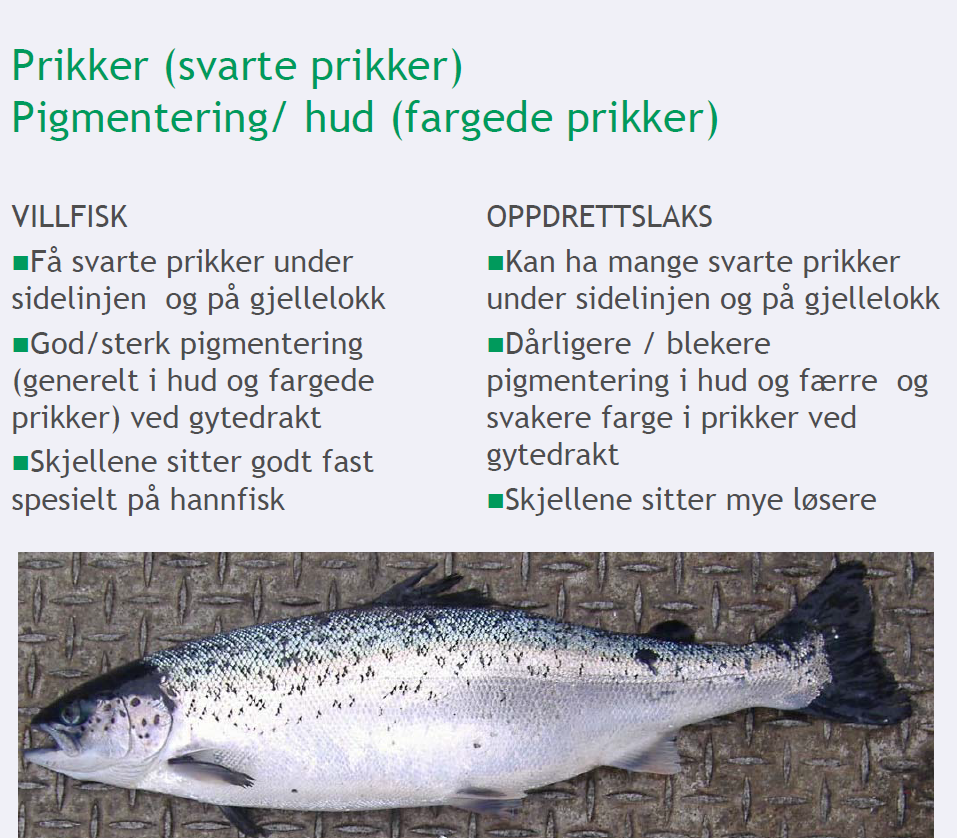 Prikker (svarte prikker)
Pigmentering/ hud (fargede prikker)
VILLFISK
■Få svarte prikker under
sidelinjen og på gjellelokk
■God/sterk pigmentering
(generelt i hud og fargede
prikker) ved gytedrakt
■Skjellene sitter godt fast
spesielt på hannfisk
OPPDRETTSLAKS
■Kan ha mange svarte prikker
under sidelinjen og på gjellelokk
■Dårligere / blekere
pigmentering i hud og færre og
svakere farge i prikker ved
gytedrakt
■Skjellene sitter mye løsere